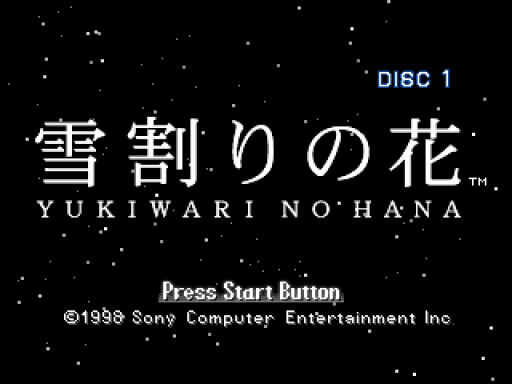 DISC 1
雪割りの花™
YUKIWARI NO HANA
Press Start Button
©1998 Sony Computer Entertainment Inc.